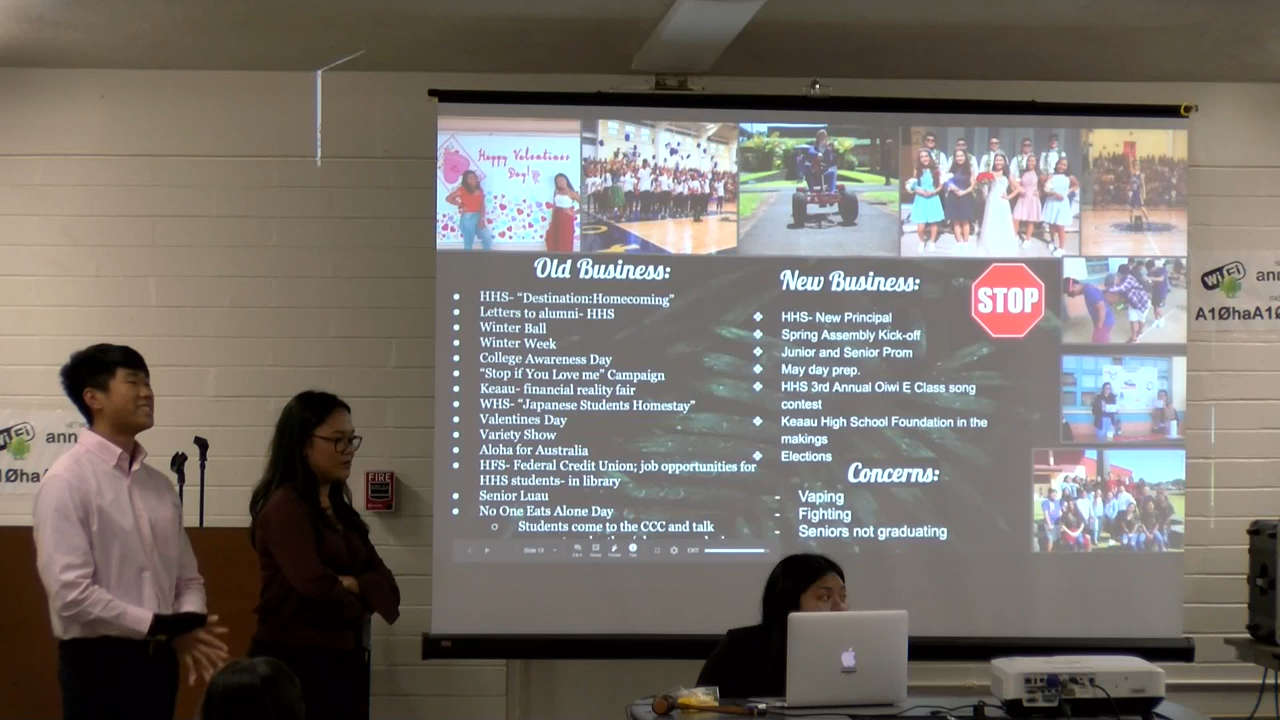 Happy Valentines
Day!
Old Business:
HHS- “Destination:Homecoming”
Letters to alumni- HHS
Winter Ball
Winter Week
College Awareness Day
“Stop if You Love me” Campaign
Keaau- financial reality fair
WHS- “Japanese Students Homestay”
Valentines Day
Variety Show
Aloha for Australia
HFS- Federal Credit Union; job opportunities for
HHS students- in library
Senior Luau
No One Eats Alone Day
Students come to the CCC and talk
New Business:
HHS- New Principal
Spring Assembly Kick-off
Junior and Senior Prom
May day prep.
HHS 3rd Annual Oiwi E Class song
contest
Keaau High School Foundation in the
makings
Elections
STOP
Concerns:
- Vaping
- Fighting
- Seniors not graduating
Slide 13
EXIT
WiFi
ann
A1ØhaA1Ø
WiFi
ann
1Øha
FIRE